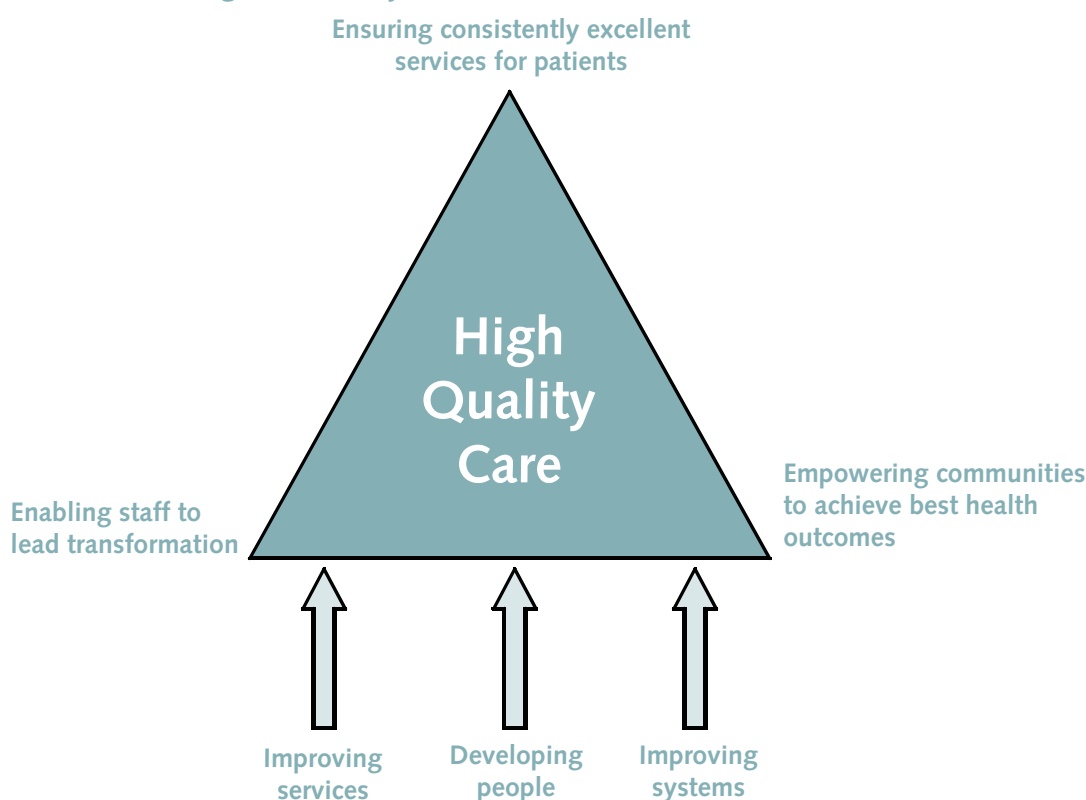 Ensuring consistently excellent
services for patients
High
Quality
Care
Enabling staff to
lead transformation
Empowering communities
to achieve best health
outcomes
Improving
services
Developing
people
Improving
systems